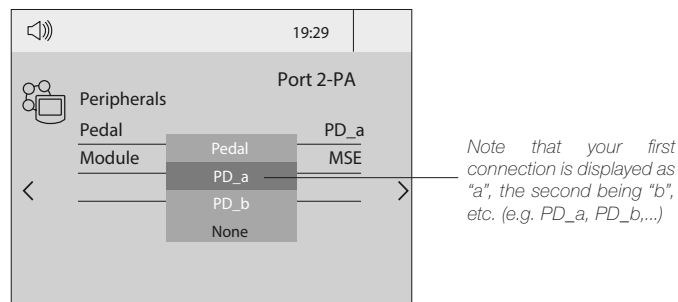 19:29
Port 2-PA
Peripherals
Pedal PD_a
Module MSE
Pedal
PD_a
PD_b
None
Note that your first
connection is displayed as
“a”, the second being “b”,
etc. (e.g. PD_a, PD_b,...)